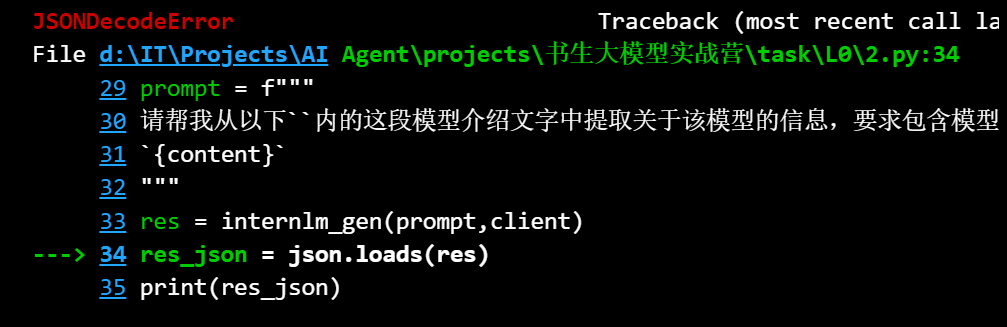 JSONDecodeError Traceback (most recent call la
File d:\IT\Projects\AI Agent\projects\书生大模型实战营\task\L0\2.py:34
29 prompt = f"""
30 请帮我从以下``内的这段模型介绍文字中提取关于该模型的信息，要求包含模型
31 `{content}`
32 """
33 res = internlm_gen(prompt,client)
---> 34 res_json = json.loads(res)
35 print(res_json)